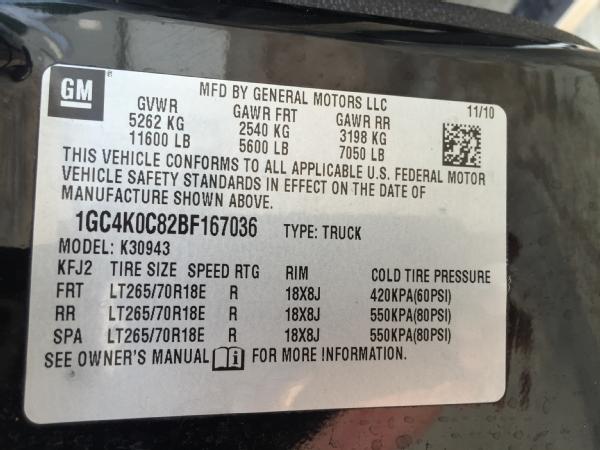 GM ®
MFD BY GENERAL MOTORS LLC
GVWR GAWR FRT GAWR RR 11/10
5262 KG 2540 KG 3198 KG
11600 LB 5600 LB 7050 LB
THIS VEHICLE CONFORMS TO ALL APPLICABLE U.S. FEDERAL MOTOR
VEHICLE SAFETY STANDARDS IN EFFECT ON THE DATE OF
MANUFACTURE SHOWN ABOVE.
1GC4K0C82BF167036 TYPE: TRUCK
MODEL: K30943
KFJ2 TIRE SIZE SPEED RTG RIM COLD TIRE PRESSURE
FRT LT265/70R18E R 18X8J 420KPA(60PSI)
RR LT265/70R18E R 18X8J 550KPA(80PSI)
SPA LT265/70R18E R 18X8J 550KPA(80PSI)
SEE OWNER'S MANUAL FOR MORE INFORMATION.